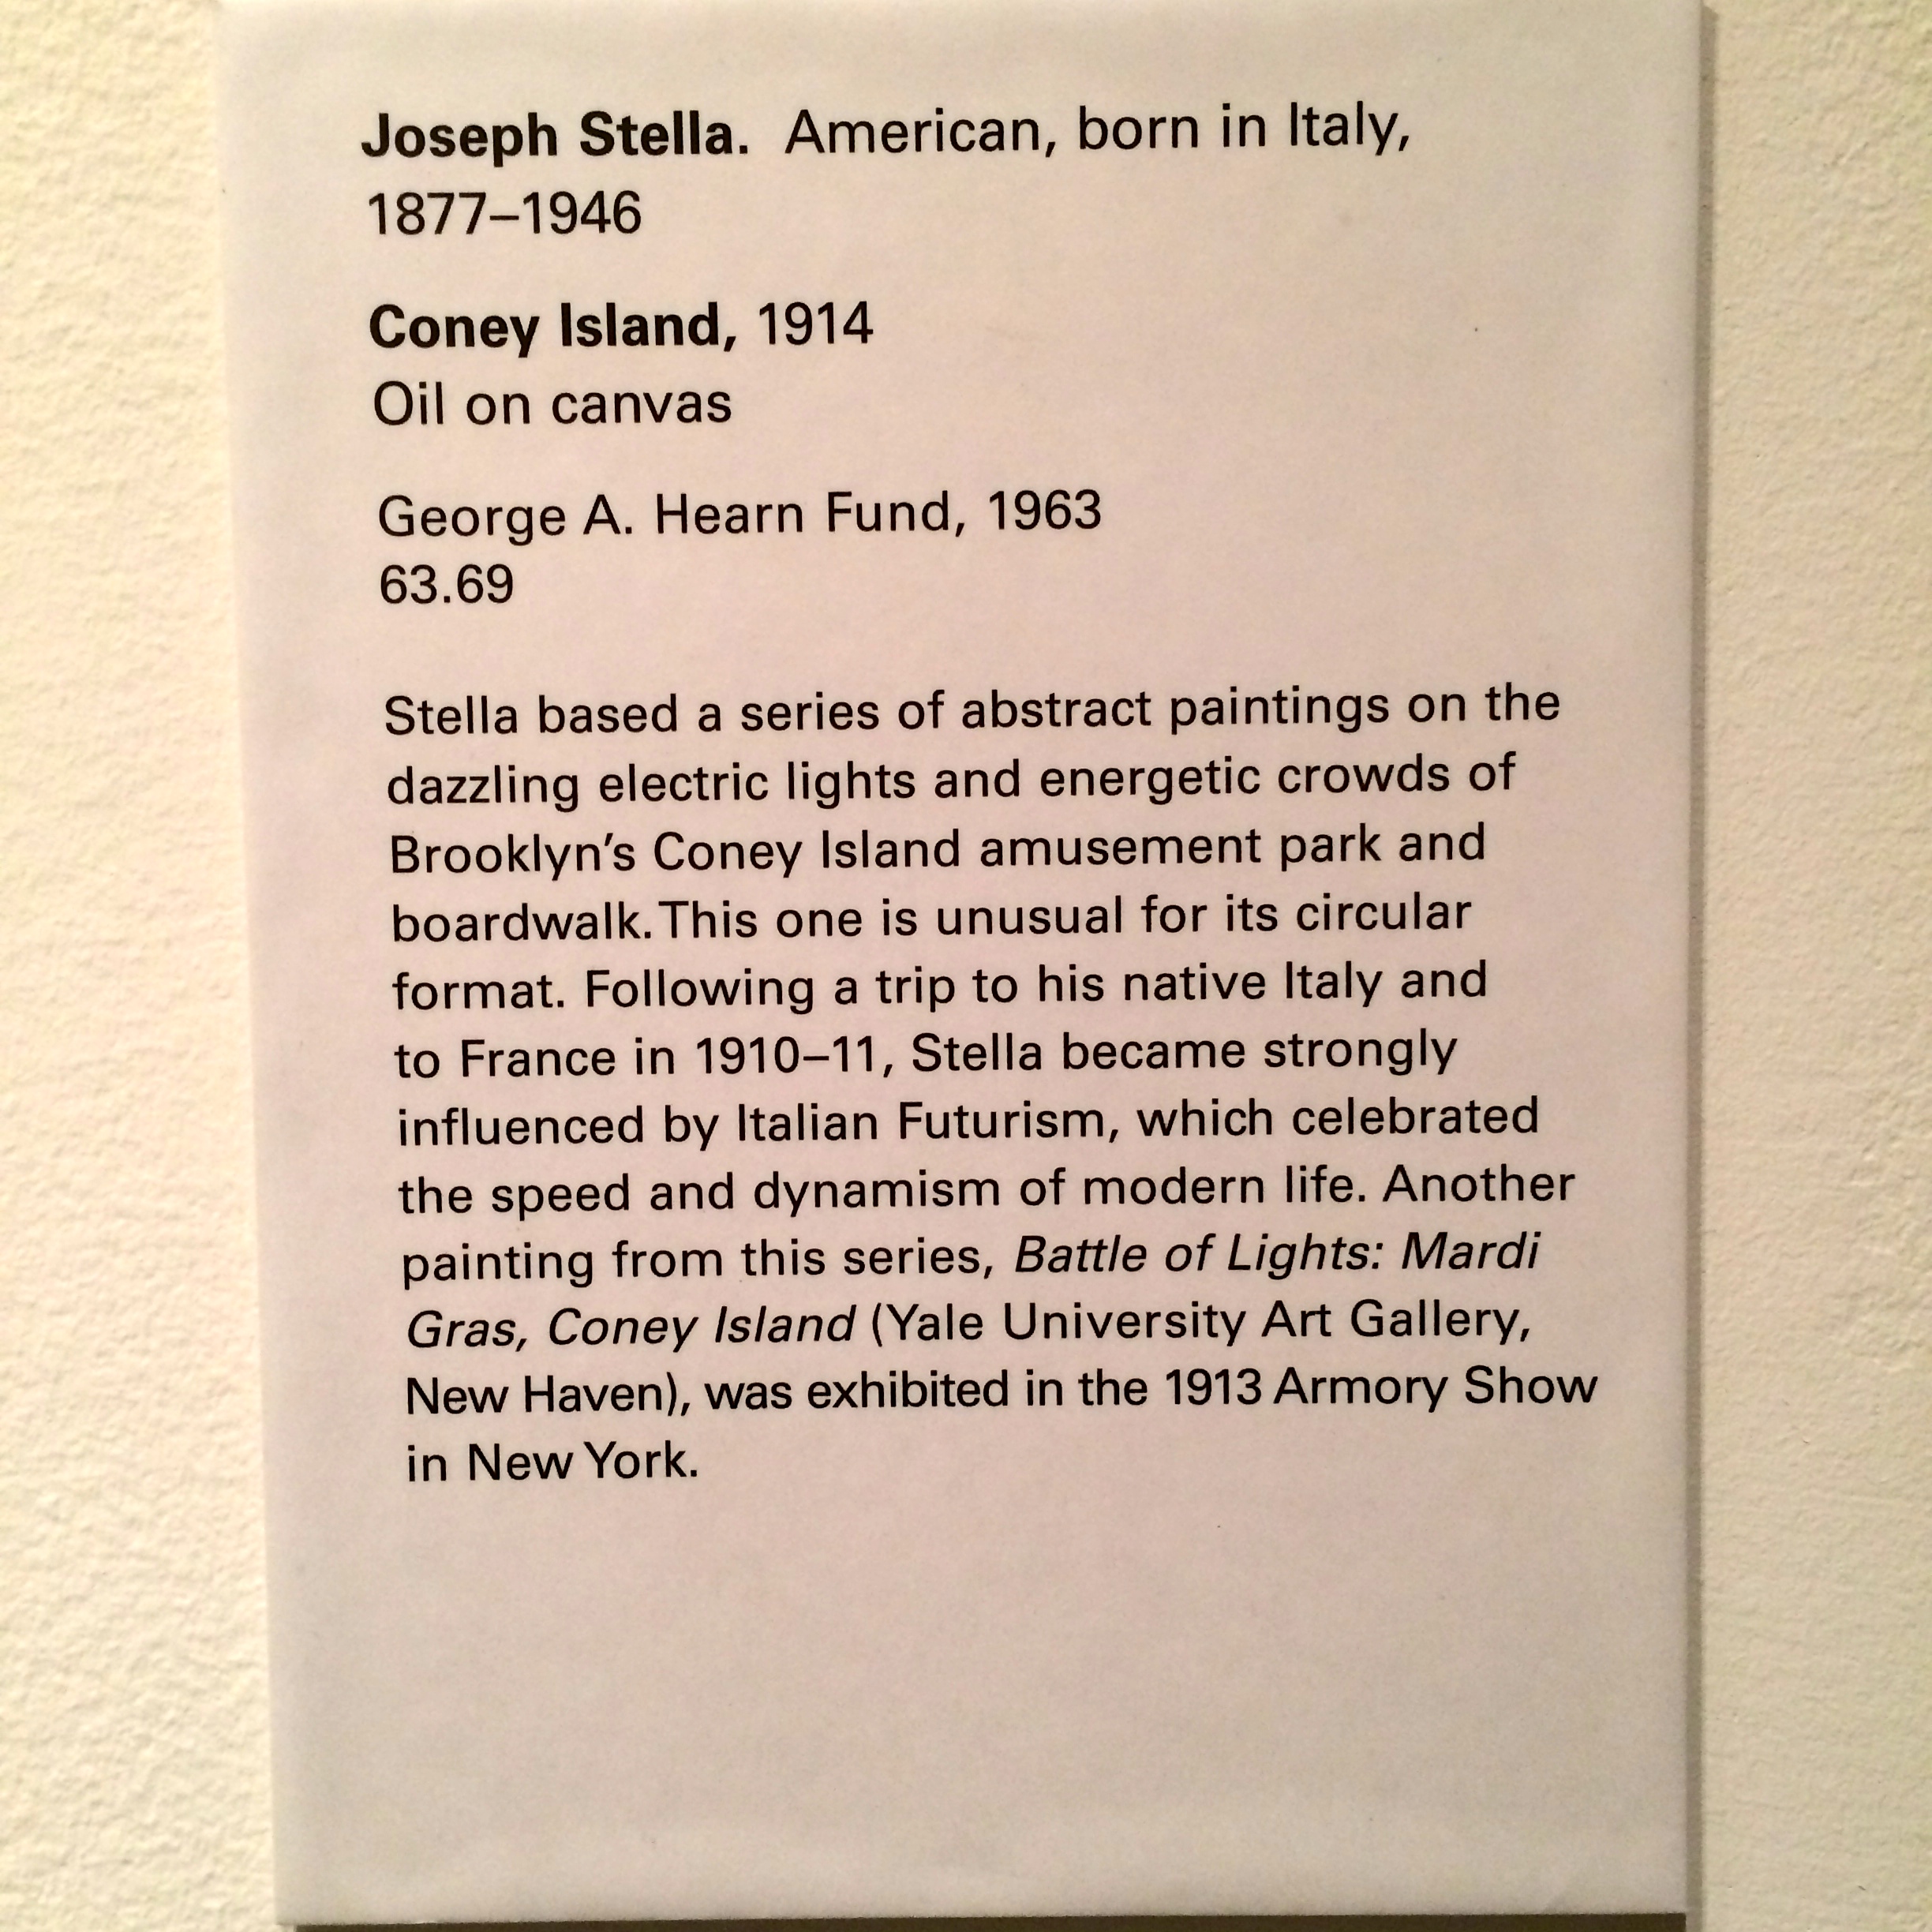 Joseph Stella. American, born in Italy,
1877–1946
Coney Island, 1914
Oil on canvas
George A. Hearn Fund, 1963
63.69
Stella based a series of abstract paintings on the
dazzling electric lights and energetic crowds of
Brooklyn’s Coney Island amusement park and
boardwalk. This one is unusual for its circular
format. Following a trip to his native Italy and
to France in 1910–11, Stella became strongly
influenced by Italian Futurism, which celebrated
the speed and dynamism of modern life. Another
painting from this series, Battle of Lights: Mardi
Gras, Coney Island (Yale University Art Gallery,
New Haven), was exhibited in the 1913 Armory Show
in New York.